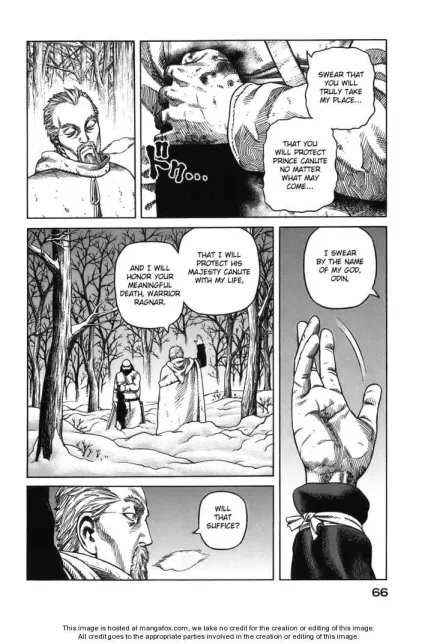 SWEAR THAT
YOU WILL
TRULY TAKE
MY PLACE...
THAT YOU
WILL PROTECT
PRINCE CANUTE
NO MATTER
WHAT MAY
COME...
ドクッ...
I SWEAR
BY THE NAME
OF MY GOD,
ODIN,
THAT I WILL
PROTECT HIS
MAJESTY CANUTE
WITH MY LIFE,
AND I WILL
HONOR YOUR
MEANINGFUL
DEATH, WARRIOR
RAGNAR.
WILL
THAT
SUFFICE?
66
This image is hosted at mangafox.com, we take no credit for the creation or editing of this image.
All credit goes to the appropriate parties involved in the creation or editing of this image.